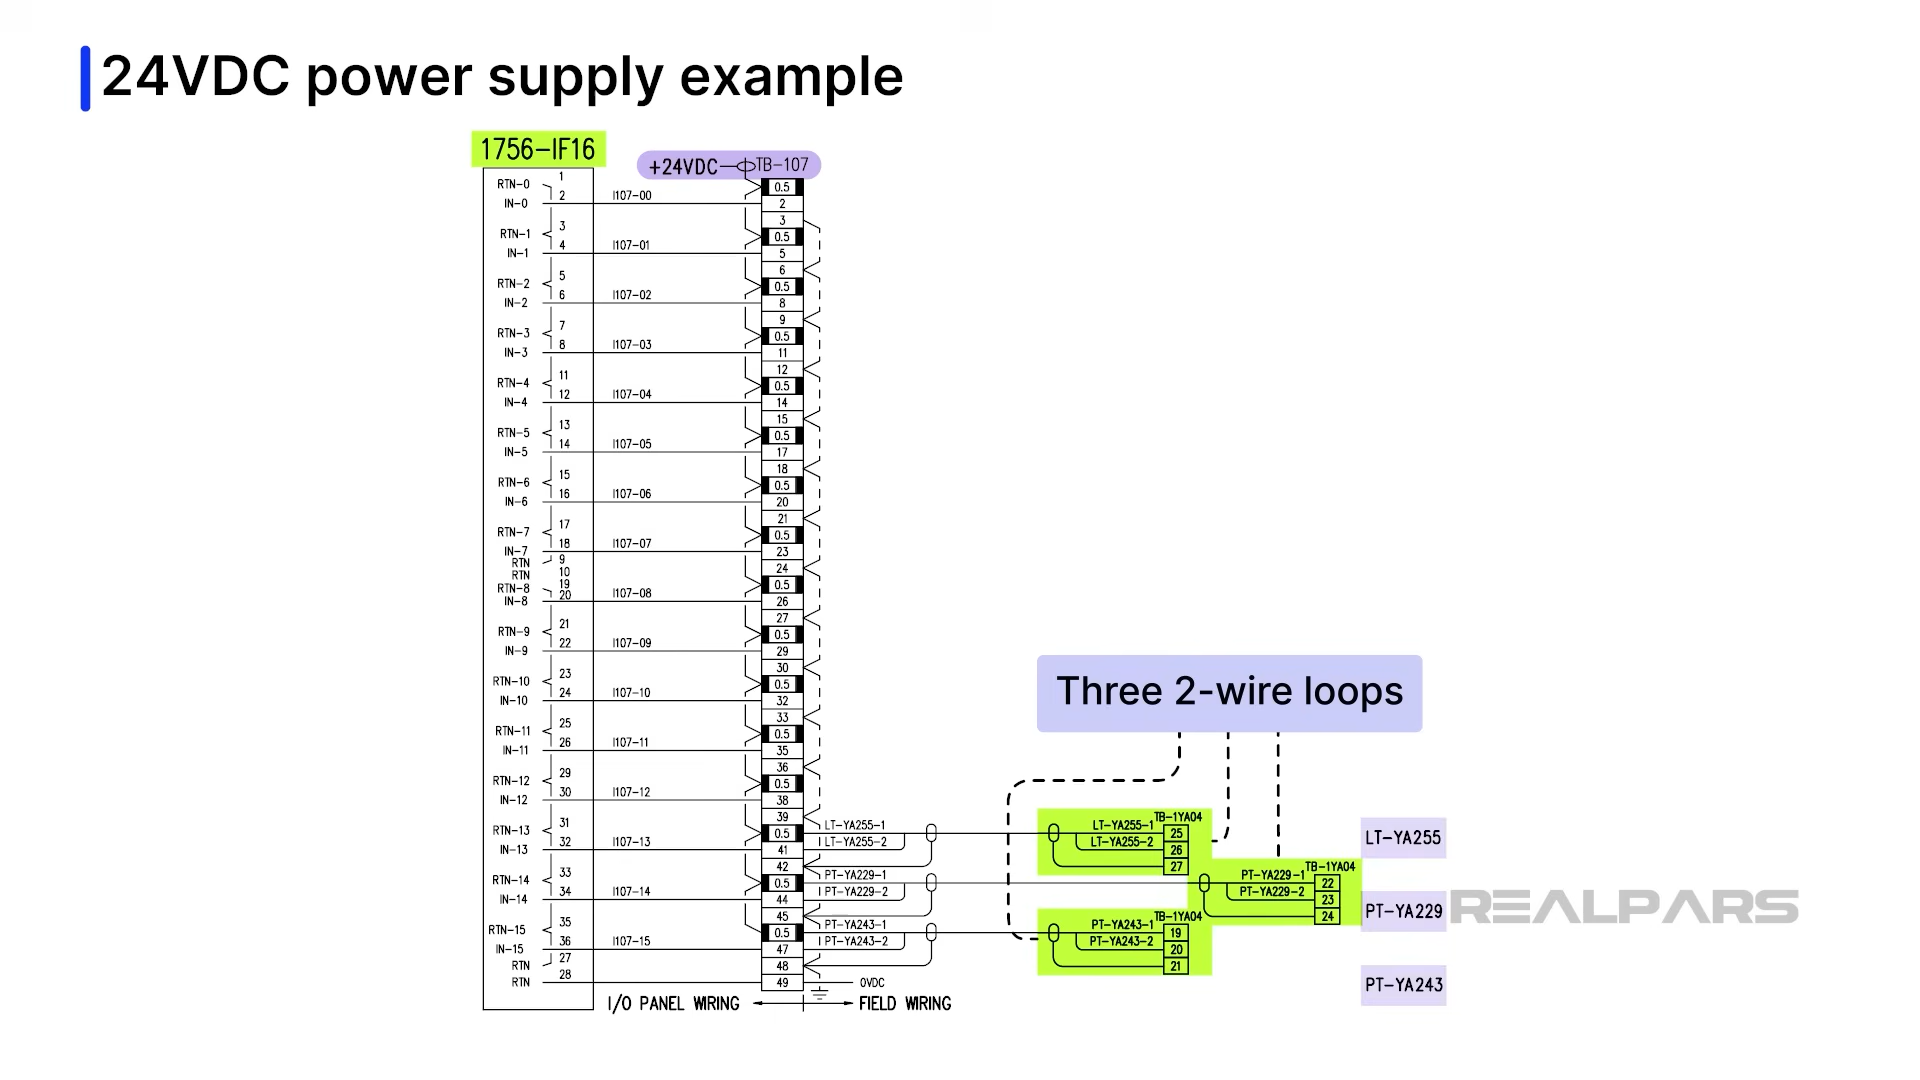 24VDC power supply example
1756-IF16
+24VDC TB-107
RTN-0 1 0.5
IN-0 2 I107-00 2
3
RTN-1 3 0.5
IN-1 4 I107-01 5
6
RTN-2 5 0.5
IN-2 6 I107-02 8
9
RTN-3 7 0.5
IN-3 8 I107-03 11
12
RTN-4 11 0.5
IN-4 12 I107-04 14
15
RTN-5 13 0.5
IN-5 14 I107-05 17
18
RTN-6 15 0.5
IN-6 16 I107-06 20
21
RTN-7 17 0.5
IN-7 18 I107-07 23
RTN 9 24
RTN 10
RTN-8 19 0.5
IN-8 20 I107-08 26
27
RTN-9 21 0.5
IN-9 22 I107-09 29
30
RTN-10 23 0.5
IN-10 24 I107-10 32
33
RTN-11 25 0.5
IN-11 26 I107-11 35
36
RTN-12 29 0.5
IN-12 30 I107-12 38
39
RTN-13 31 0.5 LT-YA255-1
IN-13 32 I107-13 41 LT-YA255-2
42
RTN-14 33 0.5 PT-YA229-1
IN-14 34 I107-14 44 PT-YA229-2
45
RTN-15 35 0.5 PT-YA243-1
IN-15 36 I107-15 47 PT-YA243-2
RTN 27 48
RTN 28 49 0VDC
I/O PANEL WIRING FIELD WIRING
Three 2-wire loops
TB-1YA04
LT-YA255-1 25
LT-YA255-2 26
27
TB-1YA04
PT-YA229-1 22
PT-YA229-2 23
24
TB-1YA04
PT-YA243-1 19
PT-YA243-2 20
21
LT-YA255
PT-YA229
PT-YA243
REALPARS